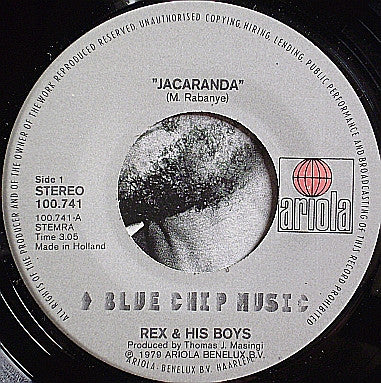 ALL RIGHTS OF THE PRODUCER AND OF THE OWNER OF THE WORK REPRODUCED RESERVED. UNAUTHORISED COPYING, HIRING, LENDING, PUBLIC PERFORMANCE AND BROADCASTING OF THIS RECORD PROHIBITED
"JACARANDA"
(M. Rabanye)
Side 1
STEREO
100.741
100.741-A
STEMRA
Time 3.05
Made in Holland
ariola
BLUE CHIP MUSIC
REX & HIS BOYS
Produced by Thomas J. Masingi
℗ 1979 ARIOLA BENELUX B.V.
ARIOLA-BENELUX B.V. HAARLEM